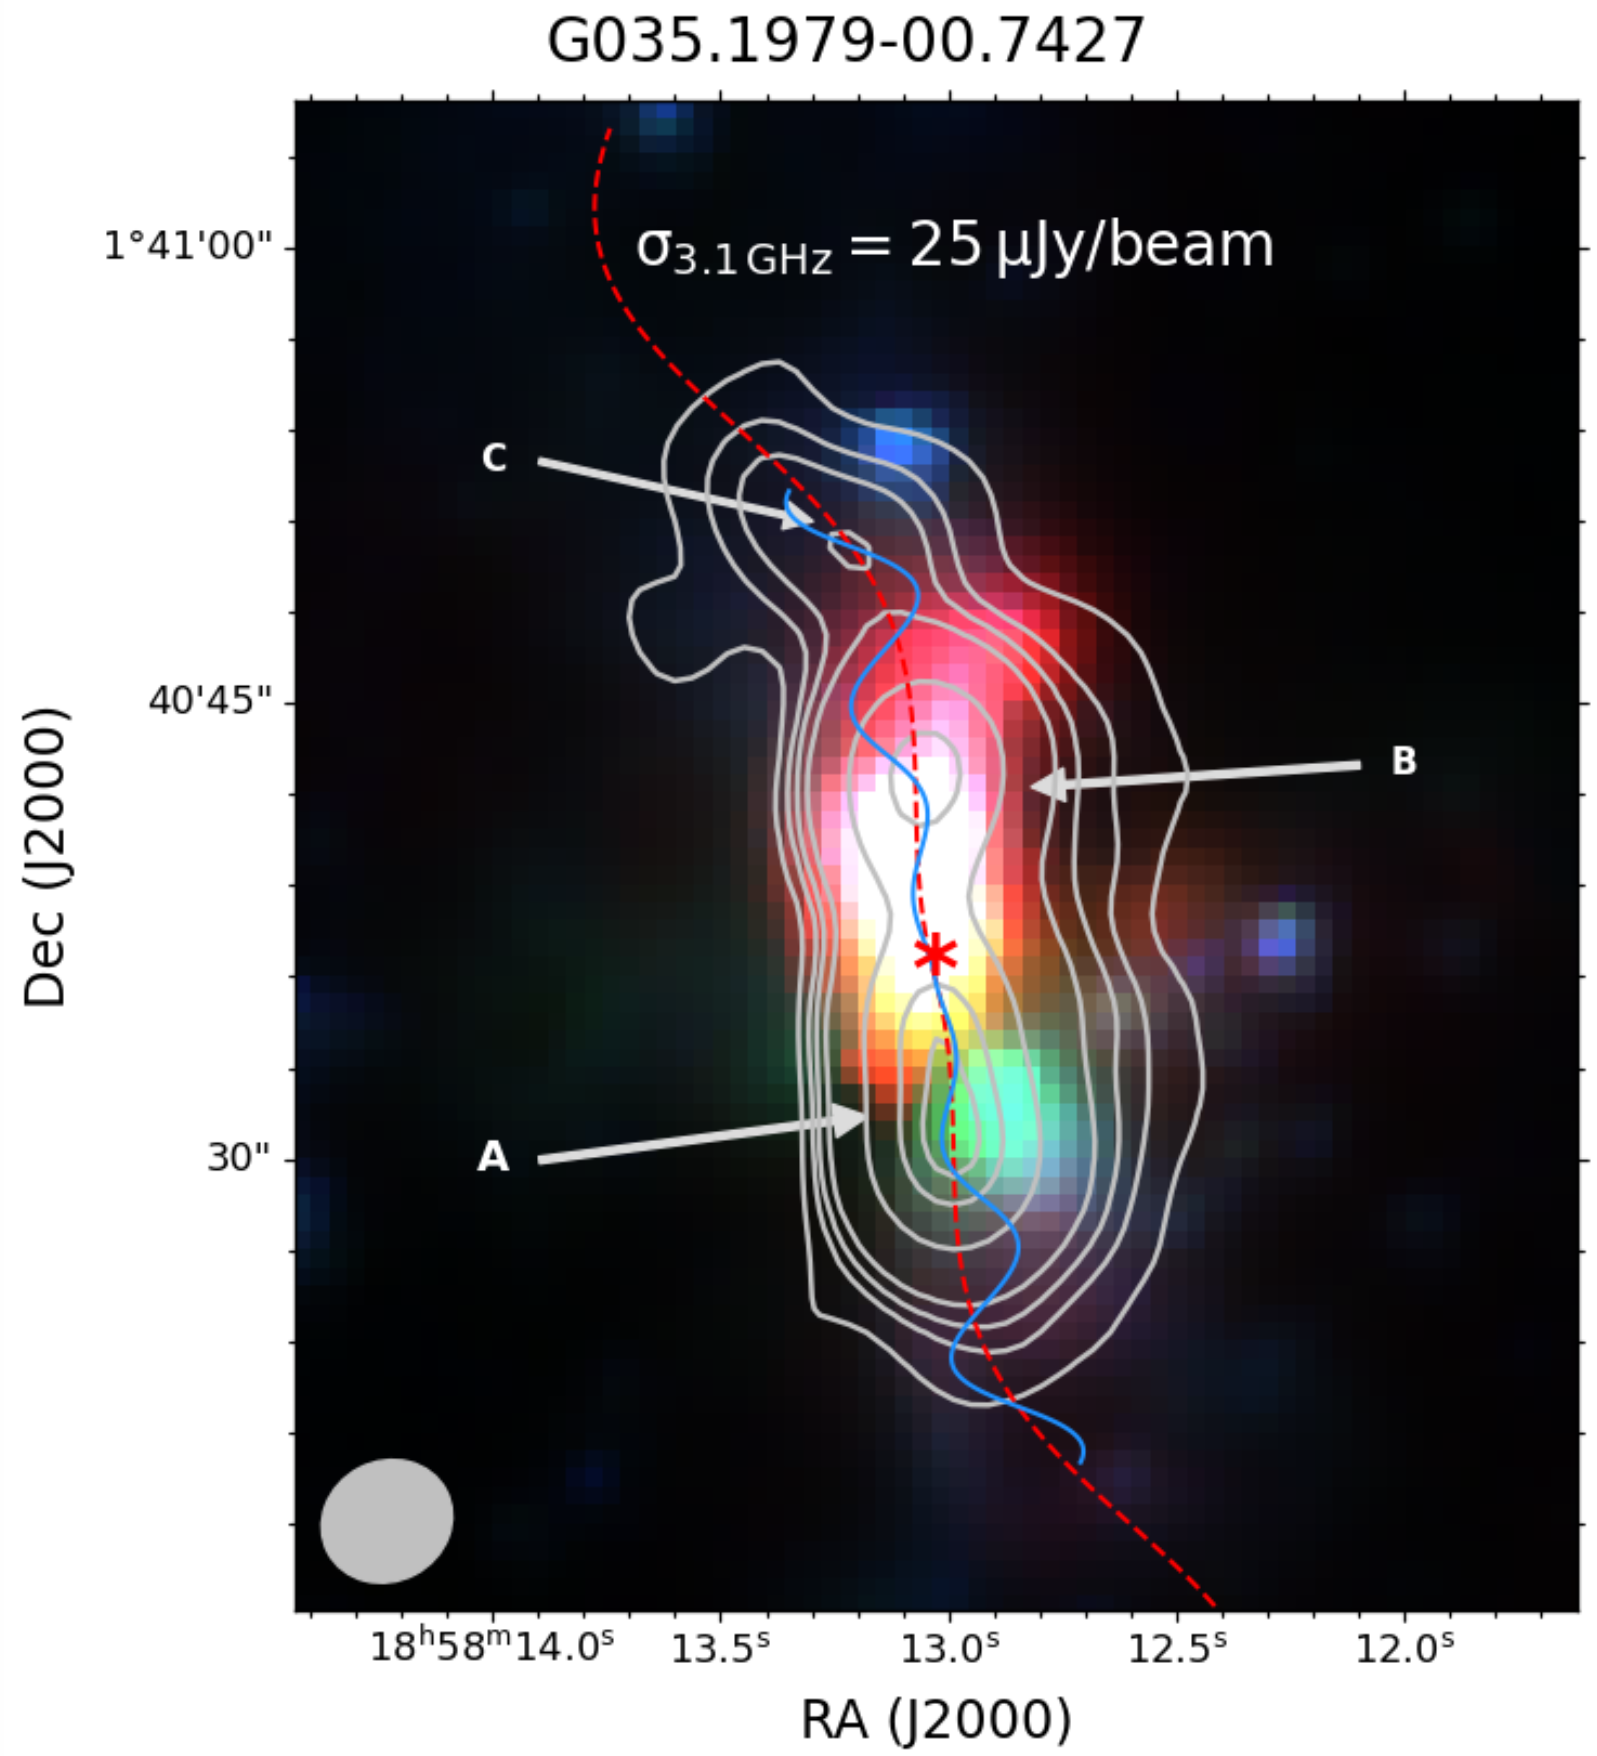 G035.1979-00.7427
σ3.1 GHz = 25 μJy/beam
1°41'00"
C
40'45"
B
Dec (J2000)
A
30"
18h58m14.0s 13.5s 13.0s 12.5s 12.0s
RA (J2000)